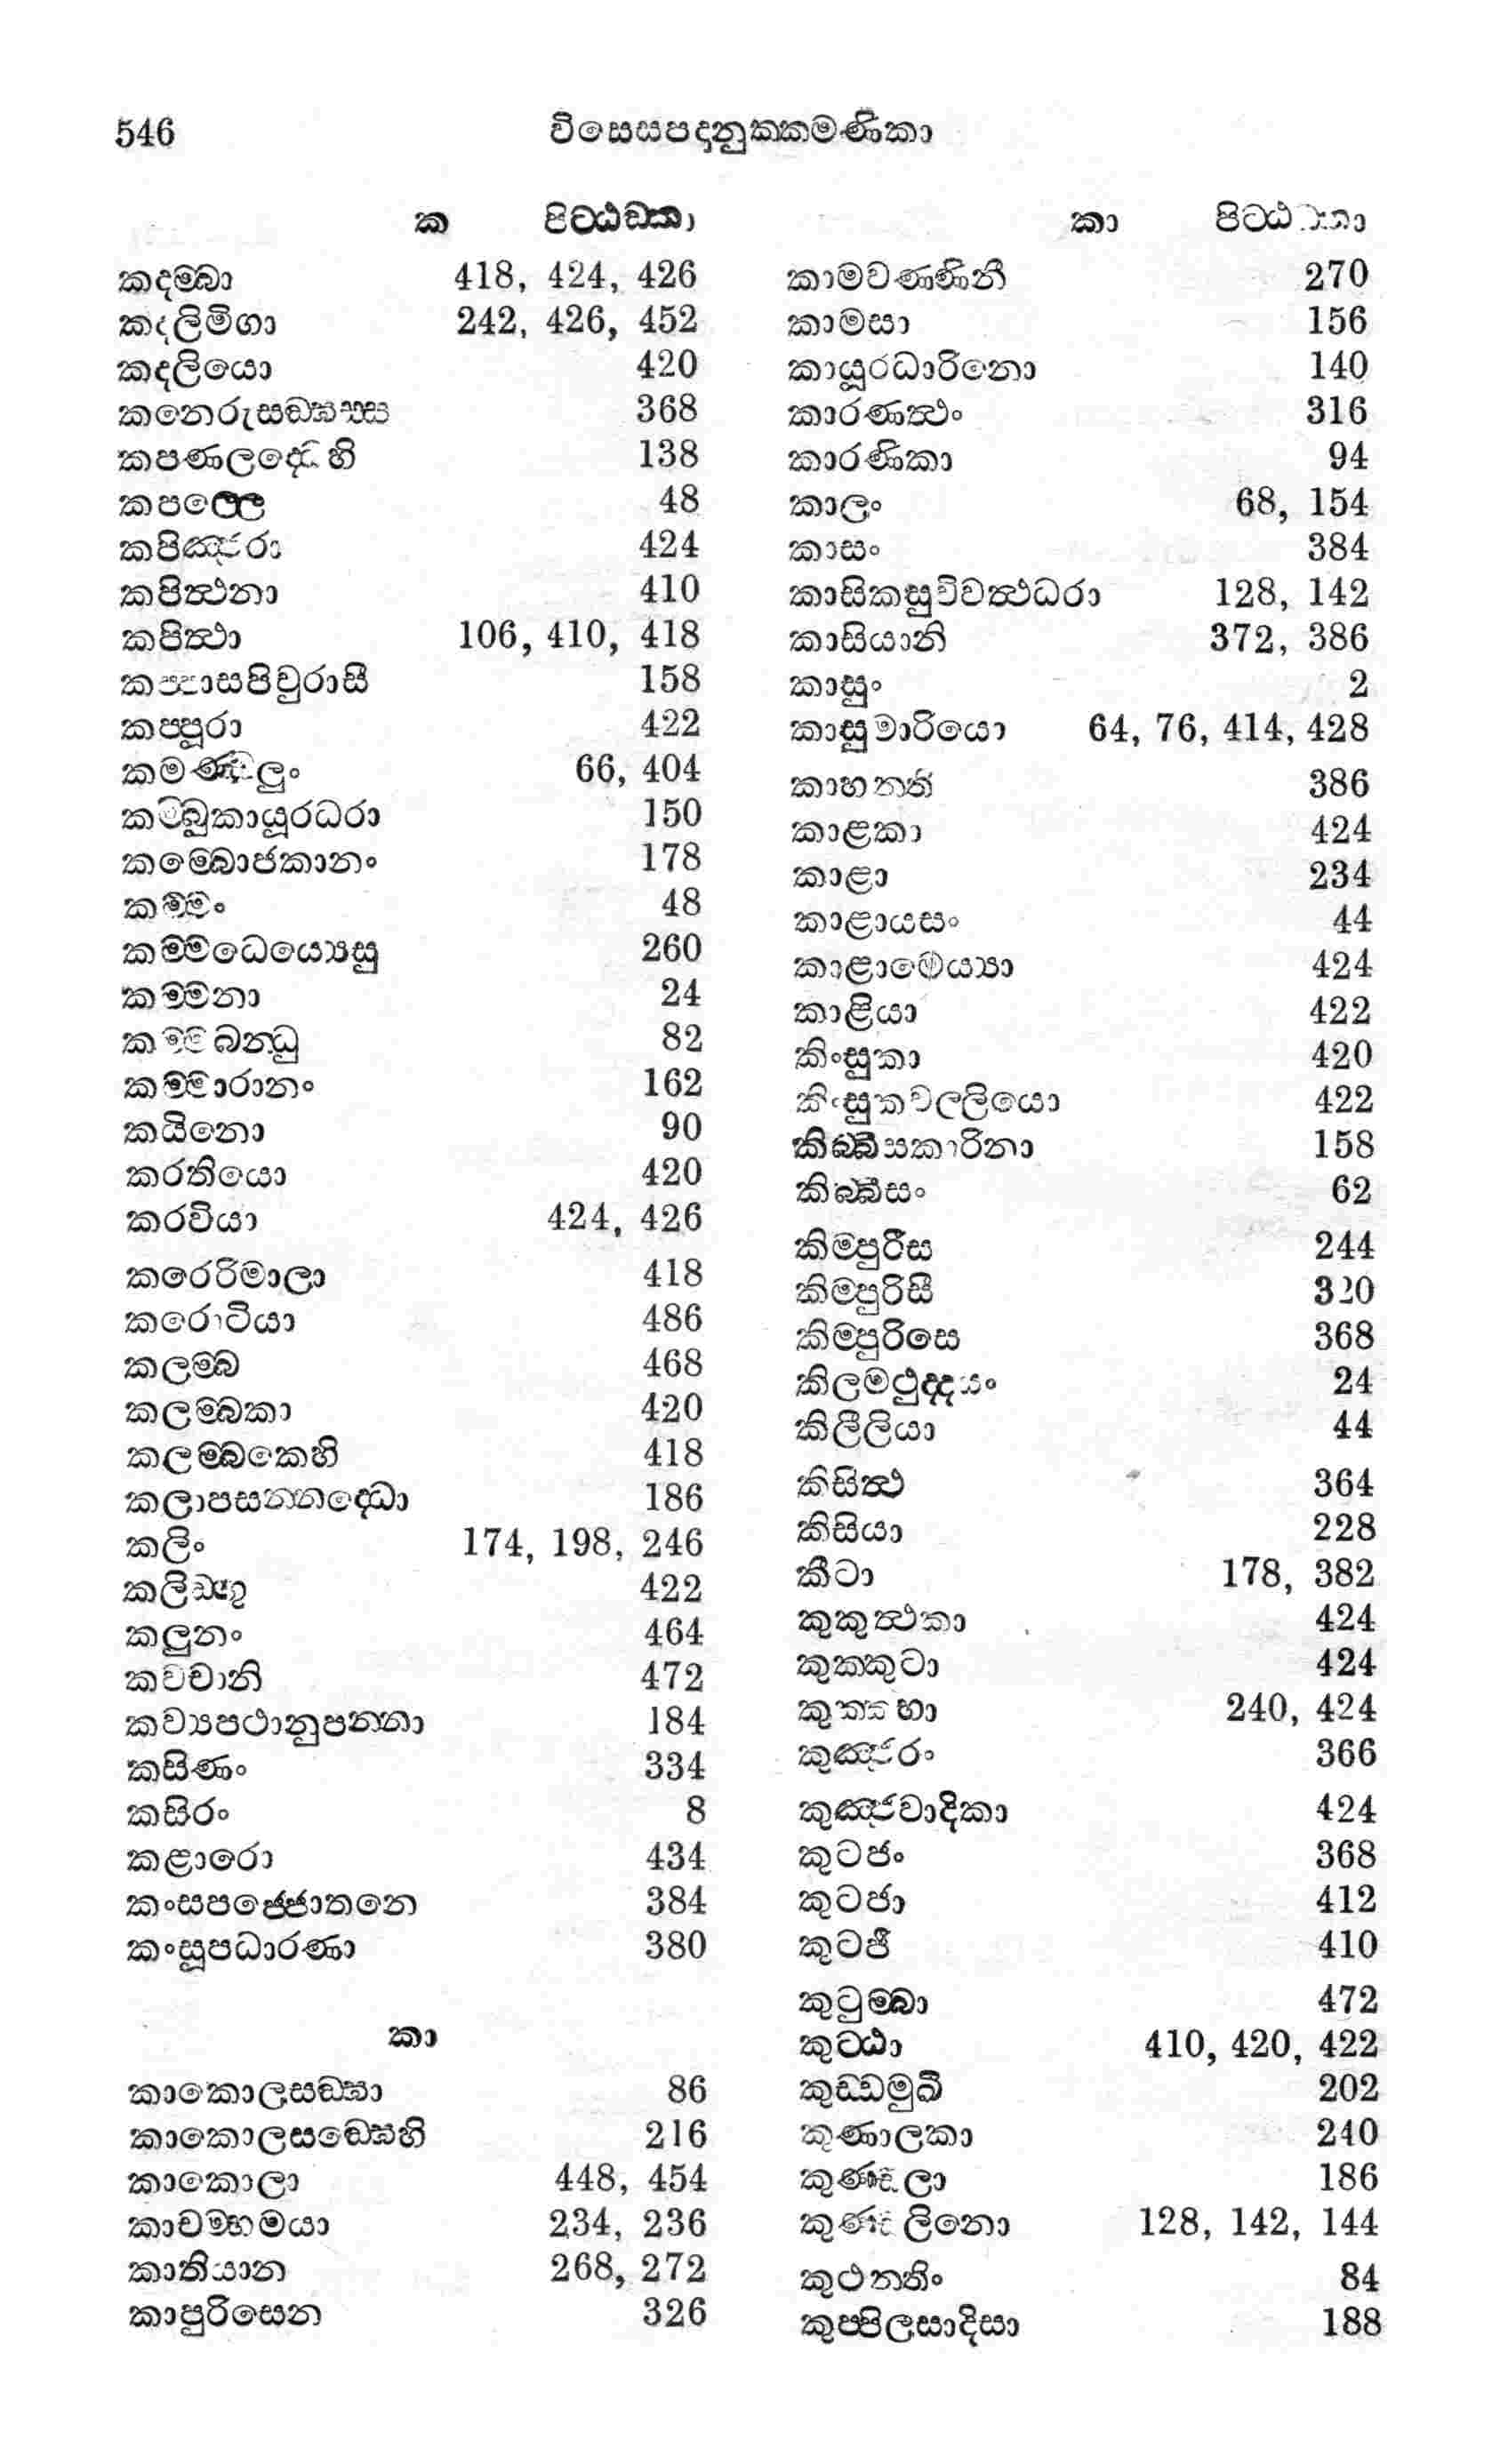 546 විසෙසපදානුක්කමණිකා
ක පිට්ඨඞ්කා
කදම්බා 418, 424, 426
කදලිමිගා 242, 426, 452
කදලියො 420
කනෙරුසඞ්ඝස්ස 368
කපණලද්ධෙහි 138
කපල්ලෙ 48
කපිඤ්ජරා 424
කපිත්ථනා 410
කපිත්ථා 106, 410, 418
කප්පාසපිචුරාසී 158
කප්පූරා 422
කමණ්ඩලුං 66, 404
කම්බුකායූරධරා 150
කම්බොජකානං 178
කම්මං 48
කම්මධෙය්යෙසු 260
කම්මනා 24
කම්මබන්ධු 82
කම්මාරානං 162
කයිනො 90
කරතියො 420
කරවියා 424, 426
කරෙරිමාලා 418
කරොටියා 486
කලම්බ 468
කලම්බකා 420
කලම්බකෙහි 418
කලාපසන්නද්ධො 186
කලිං 174, 198, 246
කලිඞ්ගු 422
කලුනං 464
කවචානි 472
කව්යපථානුපන්නා 184
කසිණං 334
කසිරං 8
කළාරො 434
කංසපජ්ජොතනෙ 384
කංසූපධාරණා 380
කා
කාකොලසඞ්ඝා 86
කාකොලසඞ්ඝෙහි 216
කාකොලා 448, 454
කාචම්භමයා 234, 236
කාතියාන 268, 272
කාපුරිසෙන 326
කා පිට්ඨඞ්කා
කාමවණ්ණිනී 270
කාමසා 156
කායූරධාරිනො 140
කාරණත්ථං 316
කාරණිකා 94
කාලං 68, 154
කාසං 384
කාසිකසුචිවත්ථධරා 128, 142
කාසියානි 372, 386
කාසුං 2
කාසුමාරියො 64, 76, 414, 428
කාහන්ති 386
කාළකා 424
කාළා 234
කාළායසං 44
කාළාමෙය්යා 424
කාළියා 422
කිංසුකා 420
කිංසුකවල්ලියො 422
කිබ්බිසකාරිනා 158
කිබ්බිසං 62
කිම්පුරිස 244
කිම්පුරිසී 320
කිම්පුරිසෙ 368
කිලමථුද්දයං 24
කිලීලියා 44
කිසිත්ථ 364
කිසියා 228
කීටා 178, 382
කුකුත්ථකා 424
කුක්කුටා 424
කුක්කුභා 240, 424
කුඤ්ජරං 366
කුඤ්ජවාදිකා 424
කුටජං 368
කුටජා 412
කුටජී 410
කුටුම්බා 472
කුට්ඨා 410, 420, 422
කුඩ්ඩමුඛී 202
කුණාලකා 240
කුණ්ඩලා 186
කුණ්ඩලිනො 128, 142, 144
කුථන්තිං 84
කුප්පිලසාදිසා 188